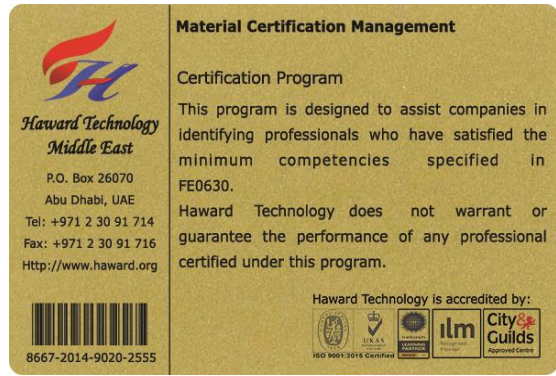 Haward Technology
Middle East
P.O. Box 26070
Abu Dhabi, UAE
Tel: +971 2 30 91 714
Fax: +971 2 30 91 716
Http://www.haward.org
8667-2014-9020-2555
Material Certification Management
Certification Program
This program is designed to assist companies in
identifying professionals who have satisfied the
minimum competencies specified in
FE0630.
Haward Technology does not warrant or
guarantee the performance of any professional
certified under this program.
Haward Technology is accredited by:
UKAS
ISO 9001:2015 Certified
LEARNING
PARTNER
ilm
Recognised
Provider
City&
Guilds
Approved Centre